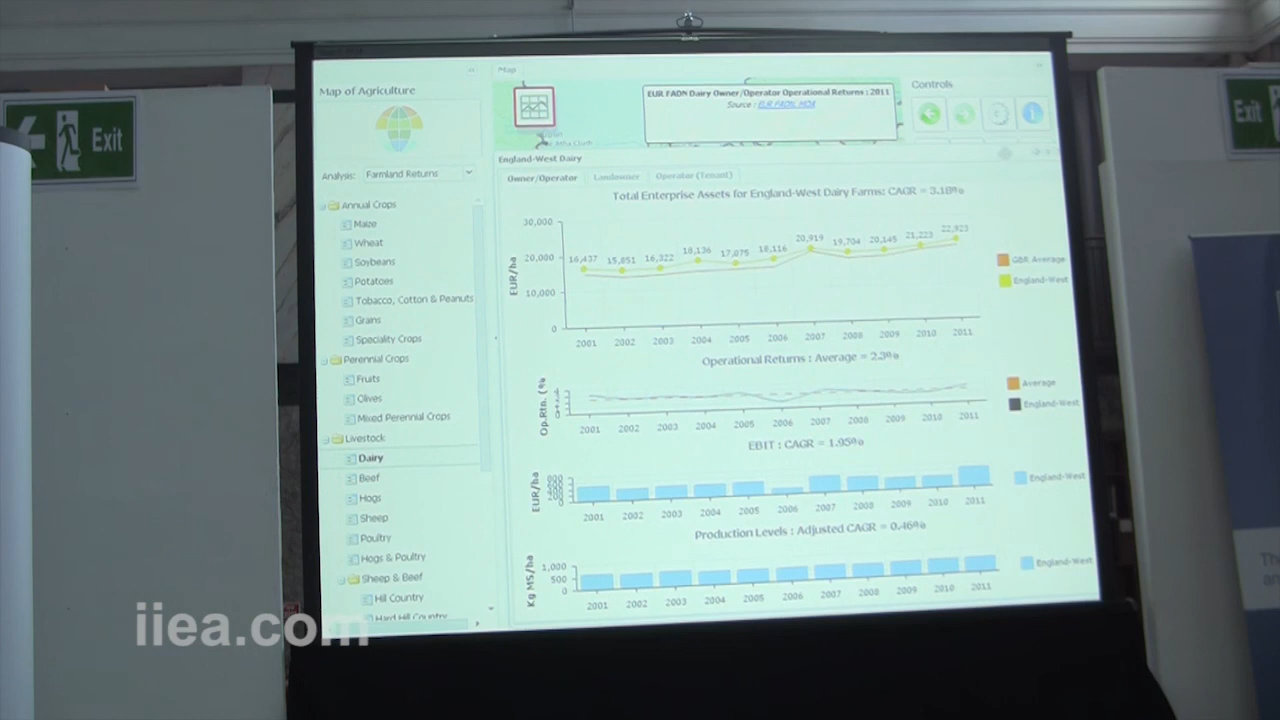 Exit
Exit
Map of Agriculture
Analysis: Farmland Returns
Annual Crops
Maize
Wheat
Soybeans
Potatoes
Tobacco, Cotton & Peanuts
Grains
Speciality Crops
Perennial Crops
Fruits
Olives
Mixed Perennial Crops
Livestock
Dairy
Beef
Hogs
Sheep
Poultry
Hogs & Poultry
Sheep & Beef
Hill Country
Hard Hill Country
Map
EUR FADN Dairy Owner/Operator Operational Returns : 2011
Source : EUR FADN, MOA
Controls
England-West Dairy
Owner/Operator Landowner Operator (Tenant)
Total Enterprise Assets for England-West Dairy Farms: CAGR = 3.18%
EUR/ha
30,000
20,000
10,000
0
16,437 15,851 16,322 18,136 17,075 18,116 20,919 19,704 20,145 21,223 22,923
2001 2002 2003 2004 2005 2006 2007 2008 2009 2010 2011
GBR Average
England-West
Operational Returns : Average = 2.3%
Op.Rtn. (%
2001 2002 2003 2004 2005 2006 2007 2008 2009 2010 2011
Average
England-West
EBIT : CAGR = 1.95%
EUR/ha
2001 2002 2003 2004 2005 2006 2007 2008 2009 2010 2011
England-West
Production Levels : Adjusted CAGR = 0.46%
Kg MS/ha
1,000
500
0
2001 2002 2003 2004 2005 2006 2007 2008 2009 2010 2011
England-West
iiea.com